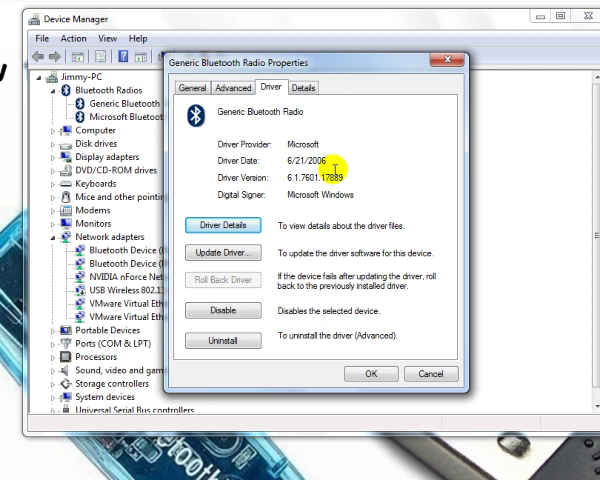 Device Manager
File Action View Help
Jimmy-PC
Bluetooth Radios
Generic Bluetooth
Microsoft Bluetoot
Computer
Disk drives
Display adapters
DVD/CD-ROM drives
Keyboards
Mice and other pointin
Modems
Monitors
Network adapters
Bluetooth Device (
Bluetooth Device (
NVIDIA nForce Net
USB Wireless 802.1
VMware Virtual Eth
VMware Virtual Eth
Portable Devices
Ports (COM & LPT)
Processors
Sound, video and gam
Storage controllers
System devices
Universal Serial Bus controllers
Generic Bluetooth Radio Properties
General Advanced Driver Details
Generic Bluetooth Radio
Driver Provider: Microsoft
Driver Date: 6/21/2006
Driver Version: 6.1.7601.17889
Digital Signer: Microsoft Windows
Driver Details To view details about the driver files.
Update Driver... To update the driver software for this device.
Roll Back Driver If the device fails after updating the driver, roll
back to the previously installed driver.
Disable Disables the selected device.
Uninstall To uninstall the driver (Advanced).
OK Cancel